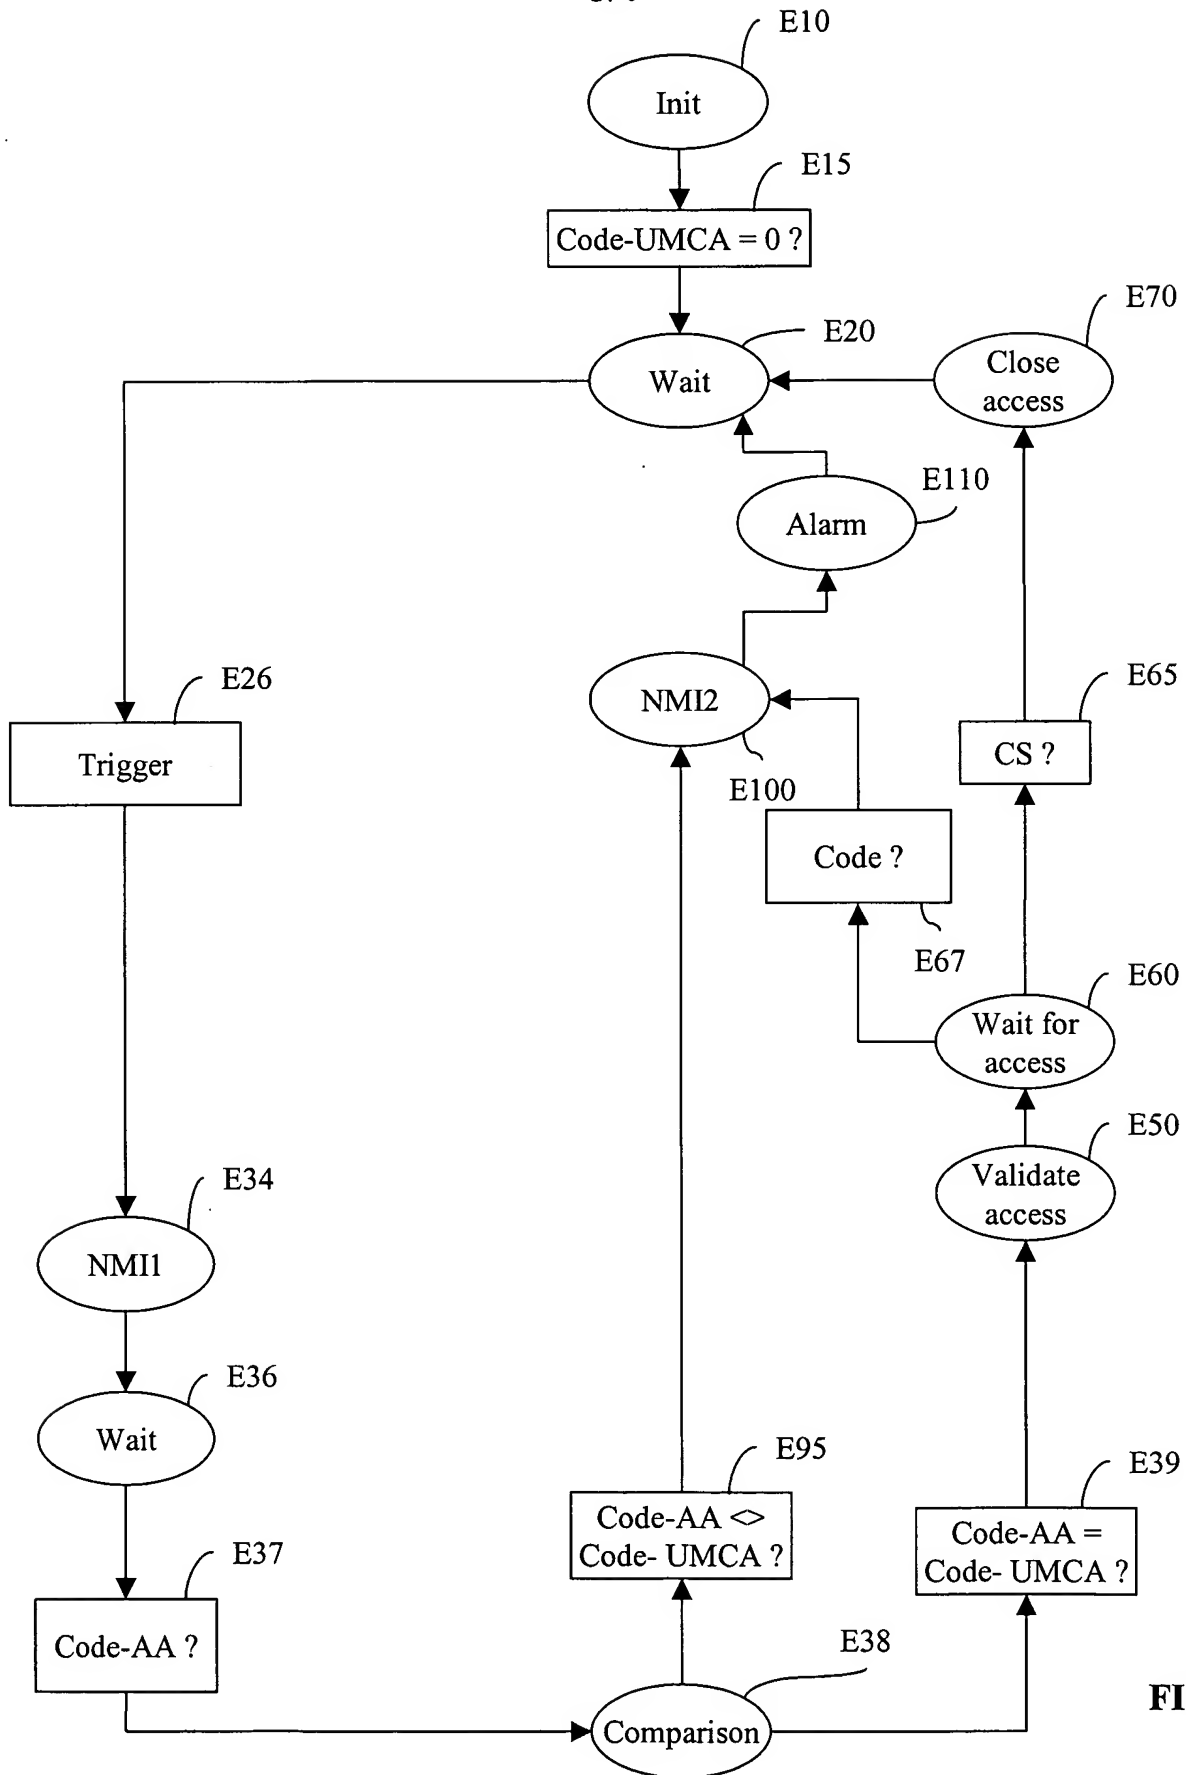 E10
Init
E15
Code-UMCA = 0 ?
E70
E20
Close
access
Wait
E110
Alarm
E26
E65
NMI2
Trigger
CS ?
E100
Code ?
E67
E60
Wait for
access
E50
E34
Validate
access
NMI1
E36
Wait
E95
E39
Code-AA <>
Code- UMCA ?
Code-AA =
Code- UMCA ?
E37
Code-AA ?
E38
Comparison
FI